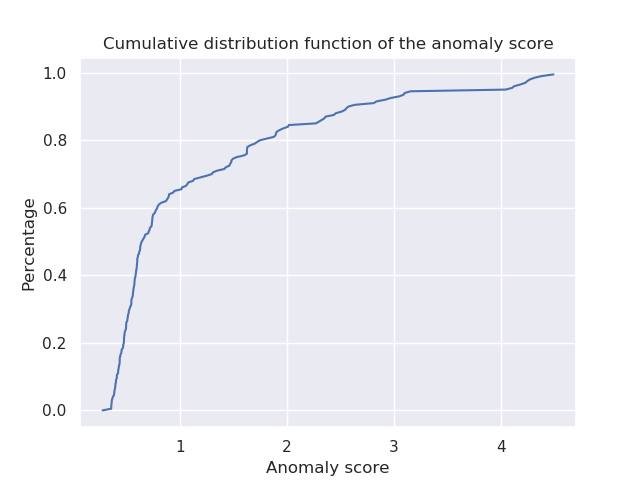 Cumulative distribution function of the anomaly score
1.0
0.8
0.6
0.4
0.2
0.0
Percentage
1 2 3 4
Anomaly score